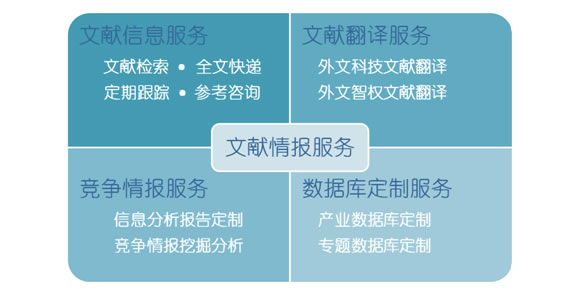 文献信息服务
文献检索 • 全文快递
定期跟踪 • 参考咨询
文献翻译服务
外文科技文献翻译
外文智权文献翻译
文献情报服务
竞争情报服务
信息分析报告定制
竞争情报挖掘分析
数据库定制服务
产业数据库定制
专题数据库定制